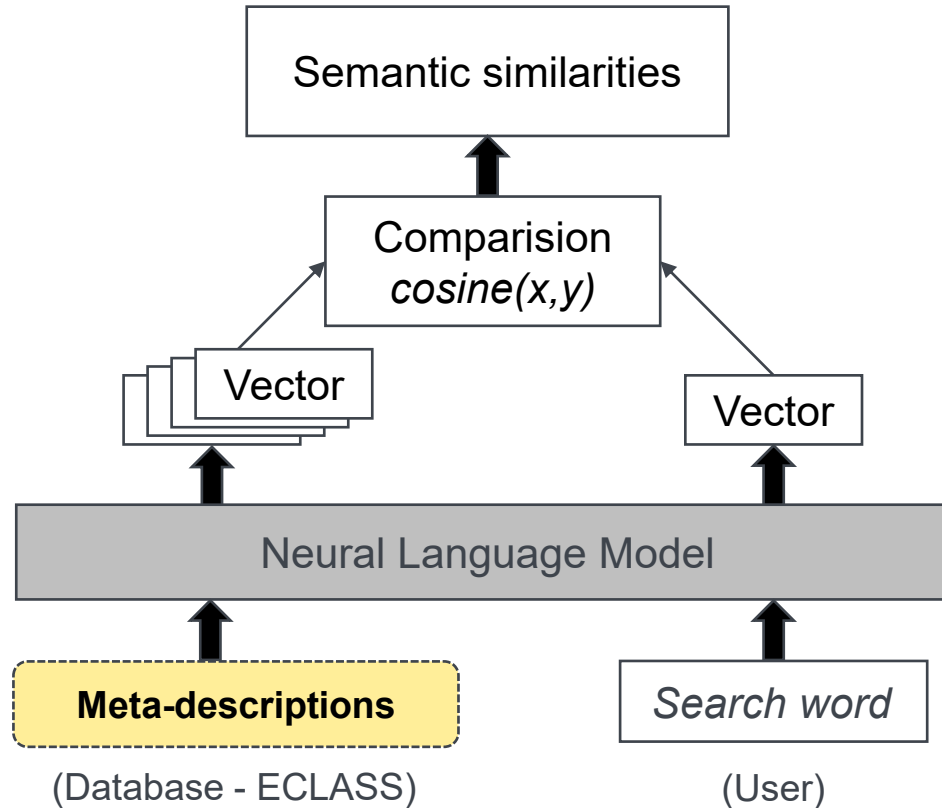 Semantic similarities
Comparision
cosine(x,y)
Vector
Vector
Neural Language Model
Meta-descriptions
Search word
(Database - ECLASS)
(User)